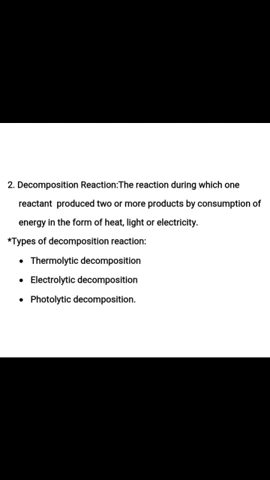 2. Decomposition Reaction:The reaction during which one
reactant produced two or more products by consumption of
energy in the form of heat, light or electricity.
*Types of decomposition reaction:
• Thermolytic decomposition
• Electrolytic decomposition
• Photolytic decomposition.